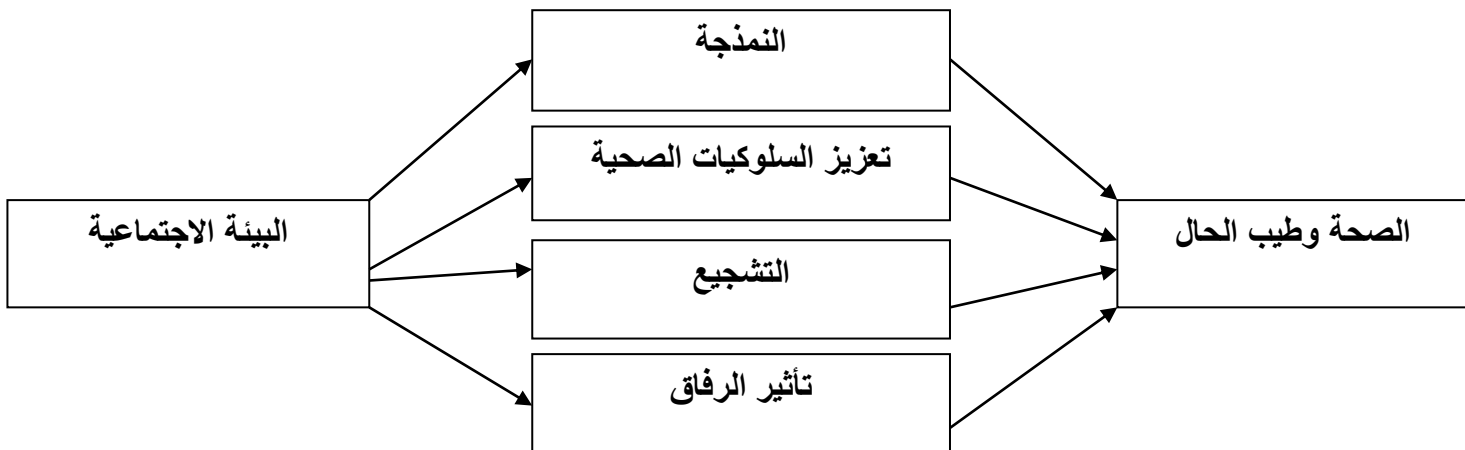 النمذجة
تعزيز السلوكيات الصحية
البيئة الاجتماعية
الصحة وطيب الحال
التشجيع
تأثير الرفاق